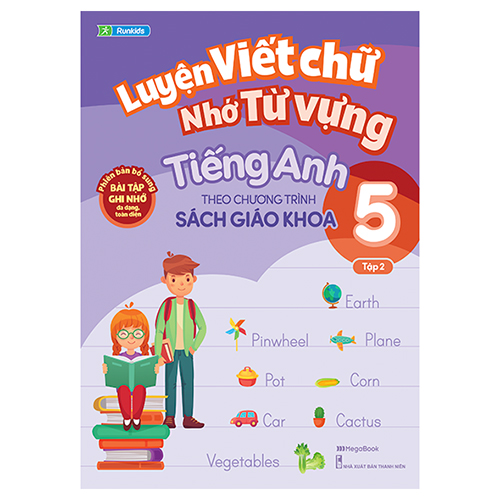 Runkids
Luyện Viết chữ
Nhớ Từ vựng
Tiếng Anh
THEO CHƯƠNG TRÌNH
SÁCH GIÁO KHOA
5
Tập 2
Phiên bản bổ sung
BÀI TẬP
GHI NHỚ
đa dạng, toàn diện
Earth
Pinwheel
Plane
Pot
Corn
Car
Cactus
Vegetables
MegaBook
NHÀ XUẤT BẢN THANH NIÊN